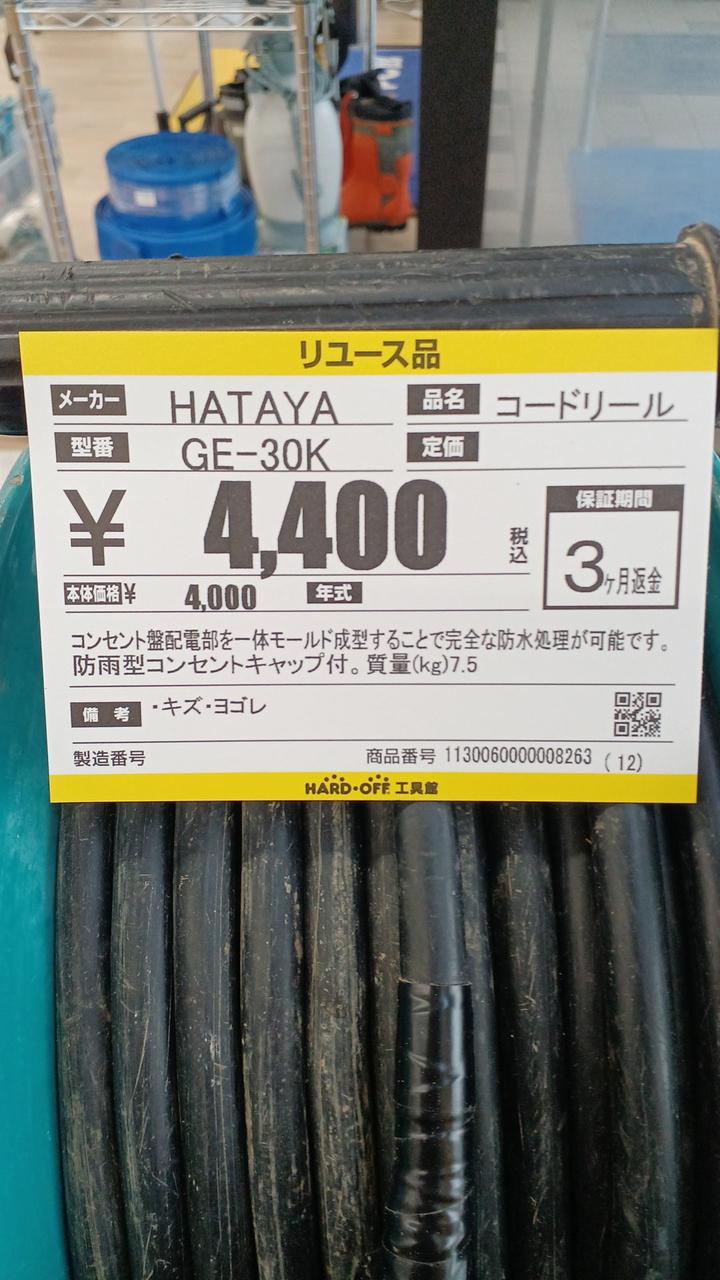 リユース品
メーカー HATAYA 品名 コードリール
型番 GE-30K 定価
¥ 4,400 税込
保証期間
3ヶ月返金
本体価格¥ 4,000 年式
コンセント盤配電部を一体モールド成型することで完全な防水処理が可能です。
防雨型コンセントキャップ付。質量(kg)7.5
備考 ・キズ・ヨゴレ
製造番号 商品番号 1130060000008263 (12)
HARD・OFF 工具館